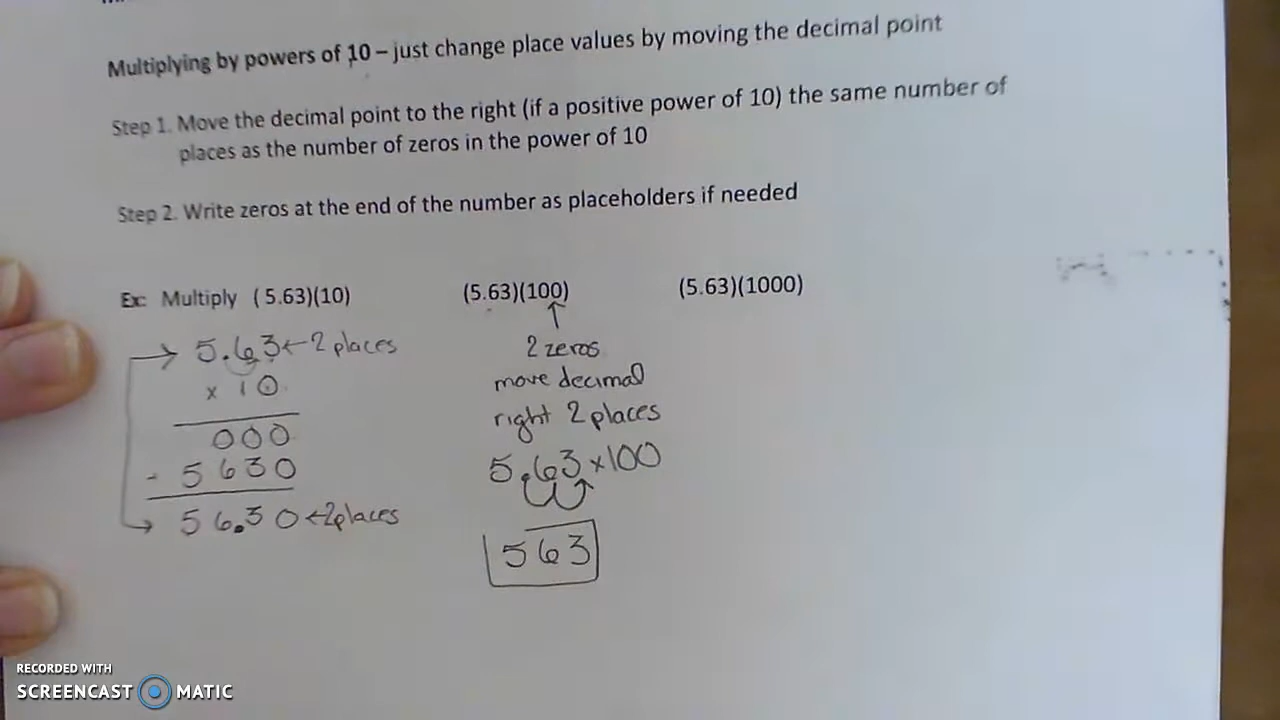 Multiplying by powers of 10 – just change place values by moving the decimal point
Step 1. Move the decimal point to the right (if a positive power of 10) the same number of
places as the number of zeros in the power of 10
Step 2. Write zeros at the end of the number as placeholders if needed
Ex: Multiply (5.63)(10) (5.63)(100) (5.63)(1000)
5.63 ← 2 places
x 10
000
5630
56.30 ← 2places
2 zeros
move decimal
right 2 places
5.63 x 100
563
RECORDED WITH
SCREENCAST MATIC